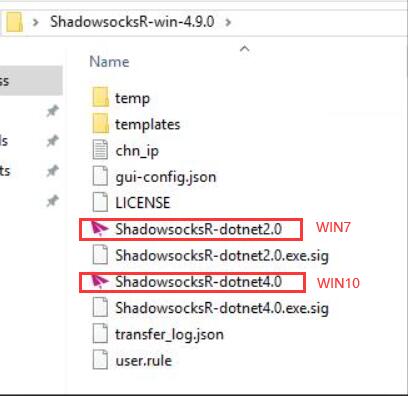 ShadowsocksR-win-4.9.0
Name
ss
temp
ds
templates
ls
chn_ip
ts
gui-config.json
LICENSE
ShadowsocksR-dotnet2.0 WIN7
ShadowsocksR-dotnet2.0.exe.sig
ShadowsocksR-dotnet4.0 WIN10
ShadowsocksR-dotnet4.0.exe.sig
transfer_log.json
user.rule